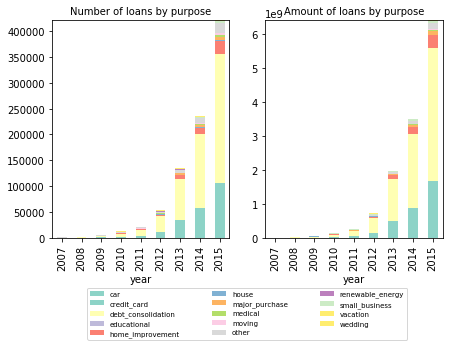 Number of loans by purpose
400000
350000
300000
250000
200000
150000
100000
50000
0
2007
2008
2009
2010
2011
2012
2013
2014
2015
year
1e9
Amount of loans by purpose
6
5
4
3
2
1
0
2007
2008
2009
2010
2011
2012
2013
2014
2015
year
car
credit_card
debt_consolidation
educational
home_improvement
house
major_purchase
medical
moving
other
renewable_energy
small_business
vacation
wedding